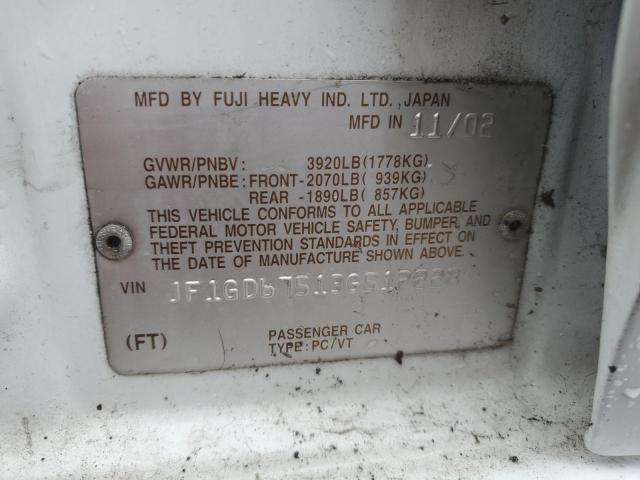 MFD BY FUJI HEAVY IND. LTD., JAPAN
MFD IN 11/02
GVWR/PNBV: 3920LB(1778KG)
GAWR/PNBE: FRONT-2070LB( 939KG)
REAR -1890LB( 857KG)
THIS VEHICLE CONFORMS TO ALL APPLICABLE
FEDERAL MOTOR VEHICLE SAFETY, BUMPER, AND
THEFT PREVENTION STANDARDS IN EFFECT ON
THE DATE OF MANUFACTURE SHOWN ABOVE.
VIN
(FT)
PASSENGER CAR
TYPE: PC/VT